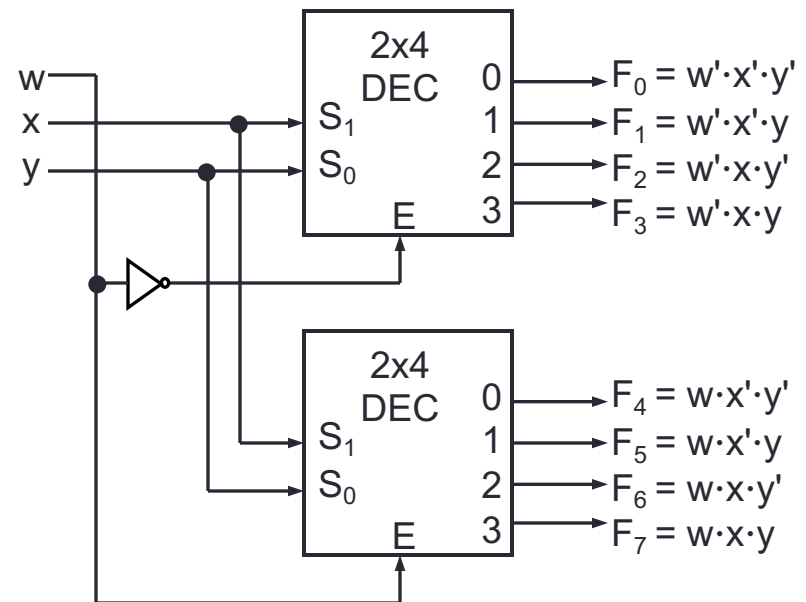 w
x
y
2x4
DEC
S₁
S₀
E
0
1
2
3
F₀ = w'·x'·y'
F₁ = w'·x'·y
F₂ = w'·x·y'
F₃ = w'·x·y
2x4
DEC
S₁
S₀
E
0
1
2
3
F₄ = w·x'·y'
F₅ = w·x'·y
F₆ = w·x·y'
F₇ = w·x·y